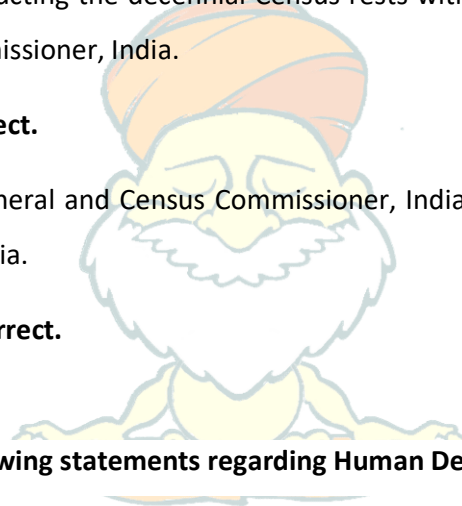 acting the decennial Census rests with
missioner, India.
ect.
neral and Census Commissioner, India
ia.
rrect.
wing statements regarding Human De